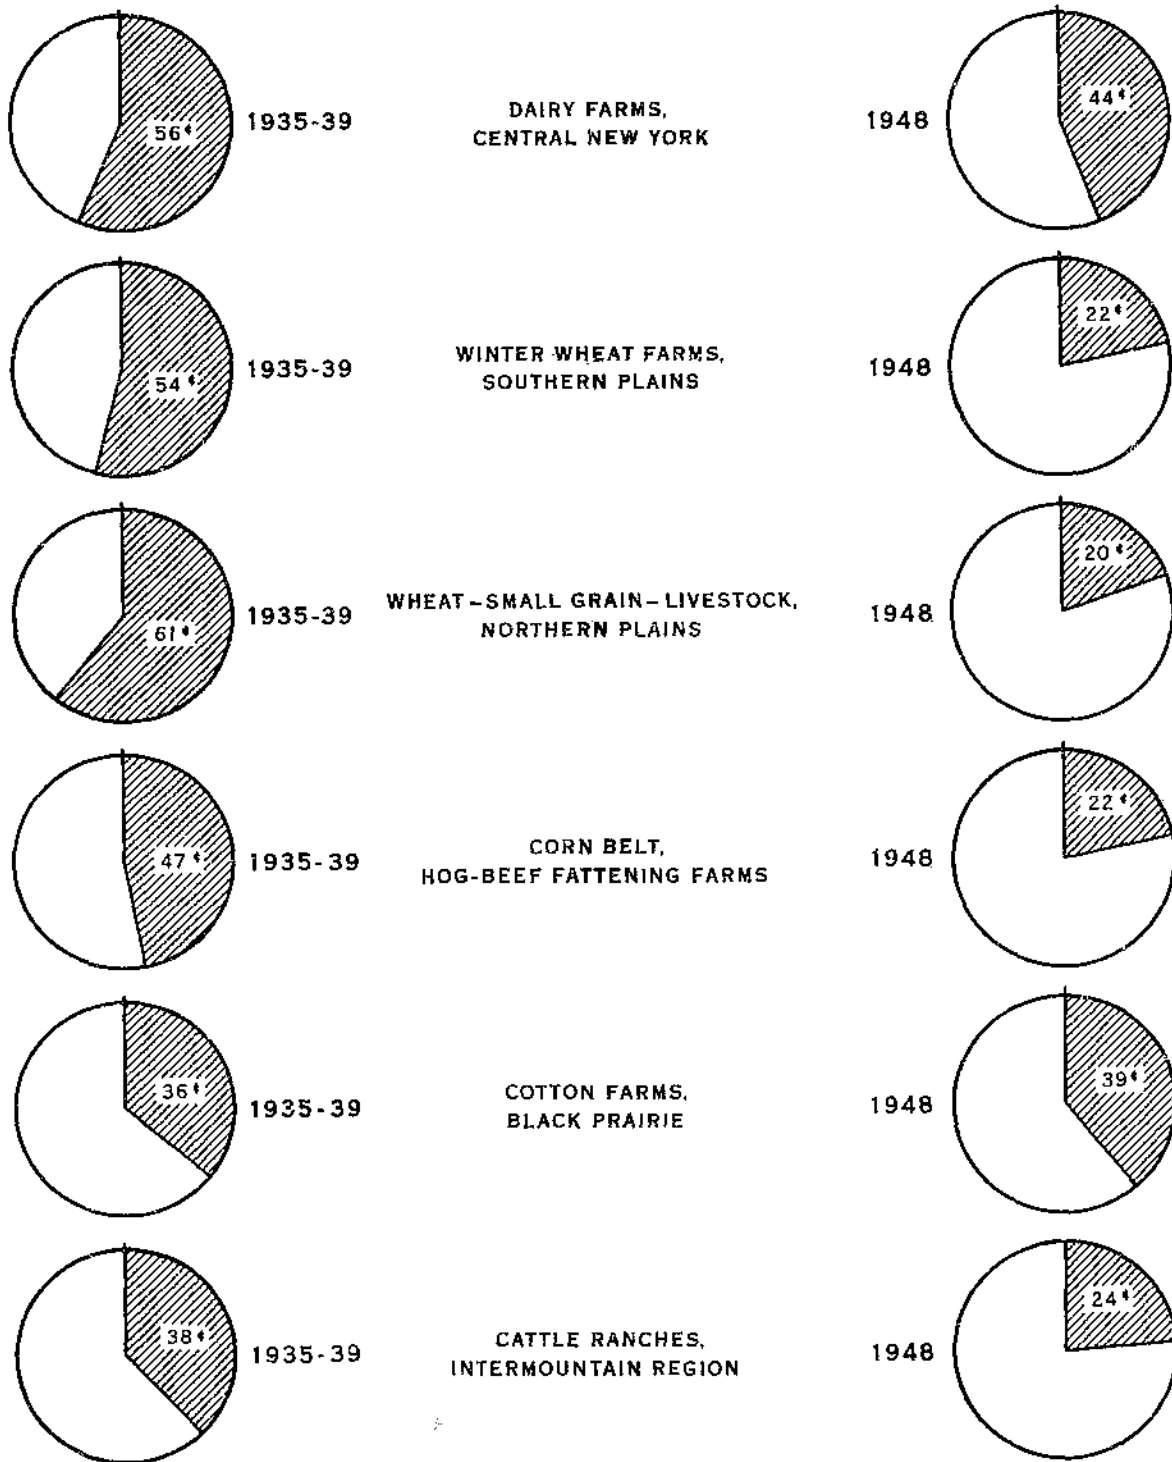 56¢ 1935-39 DAIRY FARMS, 1948 44¢
CENTRAL NEW YORK
54¢ 1935-39 WINTER WHEAT FARMS, 1948 22¢
SOUTHERN PLAINS
61¢ 1935-39 WHEAT-SMALL GRAIN-LIVESTOCK, 1948 20¢
NORTHERN PLAINS
47¢ 1935-39 CORN BELT, 1948 22¢
HOG-BEEF FATTENING FARMS
36¢ 1935-39 COTTON FARMS, 1948 39¢
BLACK PRAIRIE
38¢ 1935-39 CATTLE RANCHES, 1948 24¢
INTERMOUNTAIN REGION